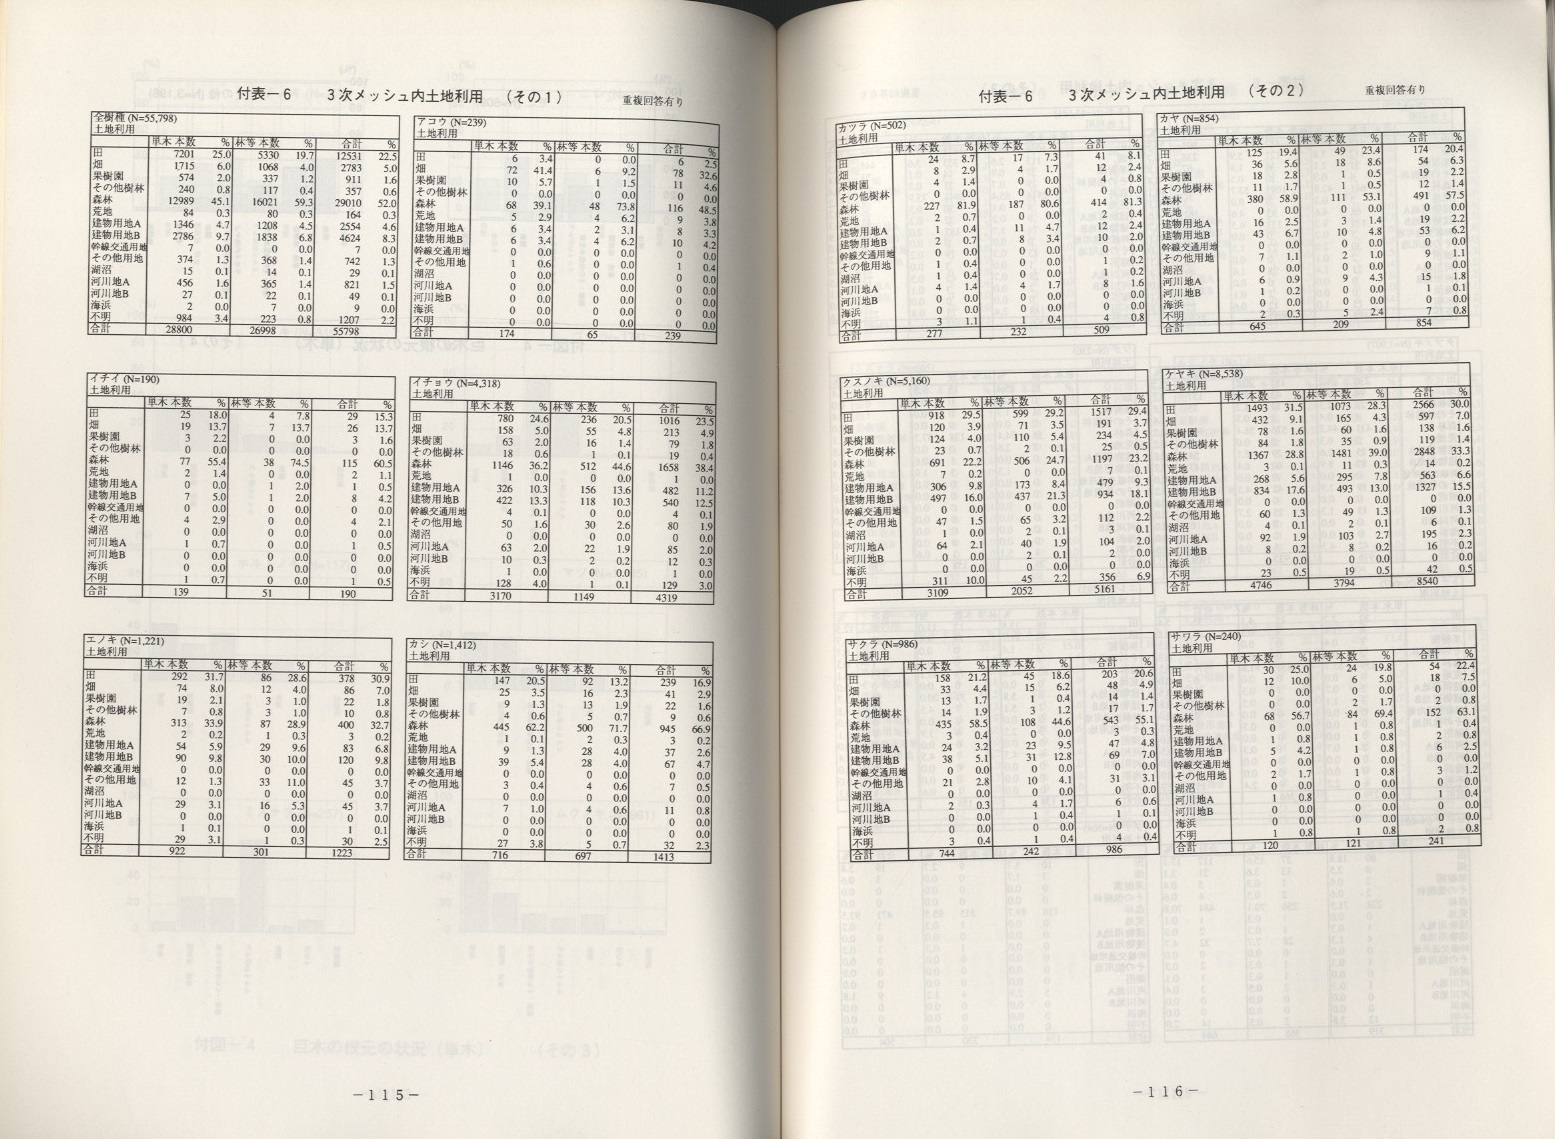 付表－6　3次メッシュ内土地利用　（その1）　重複回答有り
全樹種 (N=55,798)
土地利用
単木 本数 % 林等 本数 % 合計 %
田 7201 25.0 5330 19.7 12531 22.5
畑 1715 6.0 1068 4.0 2783 5.0
果樹園 574 2.0 337 1.2 911 1.6
その他樹林 240 0.8 117 0.4 357 0.6
森林 12989 45.1 16021 59.3 29010 52.0
荒地 84 0.3 80 0.3 164 0.3
建物用地A 1346 4.7 1208 4.5 2554 4.6
建物用地B 2786 9.7 1838 6.8 4624 8.3
幹線交通用地 7 0.0 0 0.0 7 0.0
その他用地 374 1.3 368 1.4 742 1.3
湖沼 15 0.1 14 0.1 29 0.1
河川地A 456 1.6 365 1.4 821 1.5
河川地B 27 0.1 22 0.1 49 0.1
海浜 2 0.0 7 0.0 9 0.0
不明 984 3.4 223 0.8 1207 2.2
合計 28800 26998 55798
アコウ (N=239)
土地利用
単木 本数 % 林等 本数 % 合計 %
田 6 3.4 0 0.0 6 2.5
畑 72 41.4 6 9.2 78 32.6
果樹園 10 5.7 1 1.5 11 4.6
その他樹林 0 0.0 0 0.0 0 0.0
森林 68 39.1 48 73.8 116 48.5
荒地 5 2.9 4 6.2 9 3.8
建物用地A 6 3.4 2 3.1 8 3.3
建物用地B 6 3.4 4 6.2 10 4.2
幹線交通用地 0 0.0 0 0.0 0 0.0
その他用地 1 0.6 0 0.0 1 0.4
湖沼 0 0.0 0 0.0 0 0.0
河川地A 0 0.0 0 0.0 0 0.0
河川地B 0 0.0 0 0.0 0 0.0
海浜 0 0.0 0 0.0 0 0.0
不明 0 0.0 0 0.0 0 0.0
合計 174 65 239
イチイ (N=190)
土地利用
単木 本数 % 林等 本数 % 合計 %
田 25 18.0 4 7.8 29 15.3
畑 19 13.7 7 13.7 26 13.7
果樹園 3 2.2 0 0.0 3 1.6
その他樹林 0 0.0 0 0.0 0 0.0
森林 77 55.4 38 74.5 115 60.5
荒地 2 1.4 0 0.0 2 1.1
建物用地A 0 0.0 1 2.0 1 0.5
建物用地B 7 5.0 1 2.0 8 4.2
幹線交通用地 0 0.0 0 0.0 0 0.0
その他用地 4 2.9 0 0.0 4 2.1
湖沼 0 0.0 0 0.0 0 0.0
河川地A 1 0.7 0 0.0 1 0.5
河川地B 0 0.0 0 0.0 0 0.0
海浜 0 0.0 0 0.0 0 0.0
不明 1 0.7 0 0.0 1 0.5
合計 139 51 190
イチョウ (N=4,318)
土地利用
単木 本数 % 林等 本数 % 合計 %
田 780 24.6 236 20.5 1016 23.5
畑 158 5.0 55 4.8 213 4.9
果樹園 63 2.0 16 1.4 79 1.8
その他樹林 18 0.6 1 0.1 19 0.4
森林 1146 36.2 512 44.6 1658 38.4
荒地 1 0.0 0 0.0 1 0.0
建物用地A 326 10.3 156 13.6 482 11.2
建物用地B 422 13.3 118 10.3 540 12.5
幹線交通用地 4 0.1 0 0.0 4 0.1
その他用地 50 1.6 30 2.6 80 1.9
湖沼 0 0.0 0 0.0 0 0.0
河川地A 63 2.0 22 1.9 85 2.0
河川地B 10 0.3 2 0.2 12 0.3
海浜 1 0.0 0 0.0 1 0.0
不明 128 4.0 1 0.1 129 3.0
合計 3170 1149 4319
エノキ (N=1,221)
土地利用
単木 本数 % 林等 本数 % 合計 %
田 292 31.7 86 28.6 378 30.9
畑 74 8.0 12 4.0 86 7.0
果樹園 19 2.1 3 1.0 22 1.8
その他樹林 7 0.8 3 1.0 10 0.8
森林 313 33.9 87 28.9 400 32.7
荒地 2 0.2 1 0.3 3 0.2
建物用地A 54 5.9 29 9.6 83 6.8
建物用地B 90 9.8 30 10.0 120 9.8
幹線交通用地 0 0.0 0 0.0 0 0.0
その他用地 12 1.3 33 11.0 45 3.7
湖沼 0 0.0 0 0.0 0 0.0
河川地A 29 3.1 16 5.3 45 3.7
河川地B 0 0.0 0 0.0 0 0.0
海浜 1 0.1 0 0.0 1 0.1
不明 29 3.1 1 0.3 30 2.5
合計 922 301 1223
カシ (N=1,412)
土地利用
単木 本数 % 林等 本数 % 合計 %
田 147 20.5 92 13.2 239 16.9
畑 25 3.5 16 2.3 41 2.9
果樹園 9 1.3 13 1.9 22 1.6
その他樹林 4 0.6 5 0.7 9 0.6
森林 445 62.2 500 71.7 945 66.9
荒地 1 0.1 2 0.3 3 0.2
建物用地A 9 1.3 28 4.0 37 2.6
建物用地B 39 5.4 28 4.0 67 4.7
幹線交通用地 0 0.0 0 0.0 0 0.0
その他用地 3 0.4 4 0.6 7 0.5
湖沼 0 0.0 0 0.0 0 0.0
河川地A 7 1.0 4 0.6 11 0.8
河川地B 0 0.0 0 0.0 0 0.0
海浜 0 0.0 0 0.0 0 0.0
不明 27 3.8 5 0.7 32 2.3
合計 716 697 1413
－115－
付表－6　3次メッシュ内土地利用　（その2）　重複回答有り
カツラ (N=502)
土地利用
単木 本数 % 林等 本数 % 合計 %
田 24 8.7 17 7.3 41 8.1
畑 8 2.9 4 1.7 12 2.4
果樹園 4 1.4 0 0.0 4 0.8
その他樹林 0 0.0 0 0.0 0 0.0
森林 227 81.9 187 80.6 414 81.3
荒地 2 0.7 0 0.0 2 0.4
建物用地A 1 0.4 11 4.7 12 2.4
建物用地B 2 0.7 8 3.4 10 2.0
幹線交通用地 0 0.0 0 0.0 0 0.0
その他用地 1 0.4 0 0.0 1 0.2
湖沼 1 0.4 0 0.0 1 0.2
河川地A 4 1.4 4 1.7 8 1.6
河川地B 0 0.0 0 0.0 0 0.0
海浜 0 0.0 0 0.0 0 0.0
不明 3 1.1 1 0.4 4 0.8
合計 277 232 509
カヤ (N=854)
土地利用
単木 本数 % 林等 本数 % 合計 %
田 125 19.4 49 23.4 174 20.4
畑 36 5.6 18 8.6 54 6.3
果樹園 18 2.8 1 0.5 19 2.2
その他樹林 11 1.7 1 0.5 12 1.4
森林 380 58.9 111 53.1 491 57.5
荒地 0 0.0 0 0.0 0 0.0
建物用地A 16 2.5 3 1.4 19 2.2
建物用地B 43 6.7 10 4.8 53 6.2
幹線交通用地 0 0.0 0 0.0 0 0.0
その他用地 7 1.1 2 1.0 9 1.1
湖沼 0 0.0 0 0.0 0 0.0
河川地A 6 0.9 9 4.3 15 1.8
河川地B 1 0.2 0 0.0 1 0.1
海浜 0 0.0 0 0.0 0 0.0
不明 2 0.3 5 2.4 7 0.8
合計 645 209 854
クスノキ (N=5,160)
土地利用
単木 本数 % 林等 本数 % 合計 %
田 918 29.5 599 29.2 1517 29.4
畑 120 3.9 71 3.5 191 3.7
果樹園 124 4.0 110 5.4 234 4.5
その他樹林 23 0.7 2 0.1 25 0.5
森林 691 22.2 506 24.7 1197 23.2
荒地 7 0.2 0 0.0 7 0.1
建物用地A 306 9.8 173 8.4 479 9.3
建物用地B 497 16.0 437 21.3 934 18.1
幹線交通用地 0 0.0 0 0.0 0 0.0
その他用地 47 1.5 65 3.2 112 2.2
湖沼 1 0.0 2 0.1 3 0.1
河川地A 64 2.1 40 1.9 104 2.0
河川地B 0 0.0 2 0.1 2 0.0
海浜 0 0.0 0 0.0 0 0.0
不明 311 10.0 45 2.2 356 6.9
合計 3109 2052 5161
ケヤキ (N=8,538)
土地利用
単木 本数 % 林等 本数 % 合計 %
田 1493 31.5 1073 28.3 2566 30.0
畑 432 9.1 165 4.3 597 7.0
果樹園 78 1.6 60 1.6 138 1.6
その他樹林 84 1.8 35 0.9 119 1.4
森林 1367 28.8 1481 39.0 2848 33.3
荒地 3 0.1 11 0.3 14 0.2
建物用地A 268 5.6 295 7.8 563 6.6
建物用地B 834 17.6 493 13.0 1327 15.5
幹線交通用地 0 0.0 0 0.0 0 0.0
その他用地 60 1.3 49 1.3 109 1.3
湖沼 4 0.1 2 0.1 6 0.1
河川地A 92 1.9 103 2.7 195 2.3
河川地B 8 0.2 8 0.2 16 0.2
海浜 0 0.0 0 0.0 0 0.0
不明 23 0.5 19 0.5 42 0.5
合計 4746 3794 8540
サクラ (N=986)
土地利用
単木 本数 % 林等 本数 % 合計 %
田 158 21.2 45 18.6 203 20.6
畑 33 4.4 15 6.2 48 4.9
果樹園 13 1.7 1 0.4 14 1.4
その他樹林 14 1.9 3 1.2 17 1.7
森林 435 58.5 108 44.6 543 55.1
荒地 3 0.4 0 0.0 3 0.3
建物用地A 24 3.2 23 9.5 47 4.8
建物用地B 38 5.1 31 12.8 69 7.0
幹線交通用地 0 0.0 0 0.0 0 0.0
その他用地 21 2.8 10 4.1 31 3.1
湖沼 0 0.0 0 0.0 0 0.0
河川地A 2 0.3 4 1.7 6 0.6
河川地B 0 0.0 1 0.4 1 0.1
海浜 0 0.0 0 0.0 0 0.0
不明 3 0.4 1 0.4 4 0.4
合計 744 242 986
サワラ (N=240)
土地利用
単木 本数 % 林等 本数 % 合計 %
田 30 25.0 24 19.8 54 22.4
畑 12 10.0 6 5.0 18 7.5
果樹園 0 0.0 0 0.0 0 0.0
その他樹林 0 0.0 2 1.7 2 0.8
森林 68 56.7 84 69.4 152 63.1
荒地 0 0.0 1 0.8 1 0.4
建物用地A 1 0.8 1 0.8 2 0.8
建物用地B 5 4.2 1 0.8 6 2.5
幹線交通用地 0 0.0 0 0.0 0 0.0
その他用地 2 1.7 1 0.8 3 1.2
湖沼 0 0.0 0 0.0 0 0.0
河川地A 1 0.8 0 0.0 1 0.4
河川地B 0 0.0 0 0.0 0 0.0
海浜 0 0.0 0 0.0 0 0.0
不明 1 0.8 1 0.8 2 0.8
合計 120 121 241
－116－